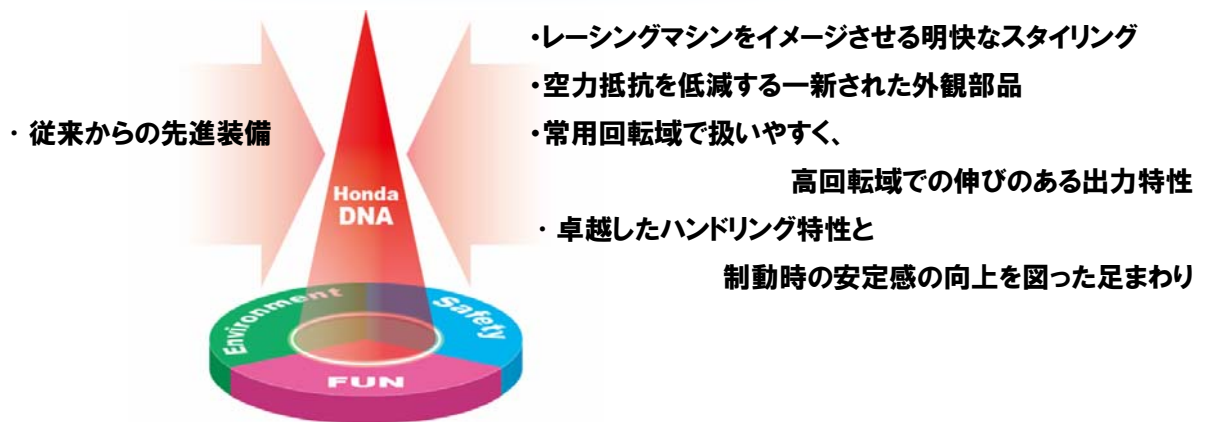 ・従来からの先進装備
・レーシングマシンをイメージさせる明快なスタイリング
・空力抵抗を低減する一新された外観部品
・常用回転域で扱いやすく、
高回転域での伸びのある出力特性
・卓越したハンドリング特性と
制動時の安定感の向上を図った足まわり
Honda
DNA
Environment
Safety
FUN